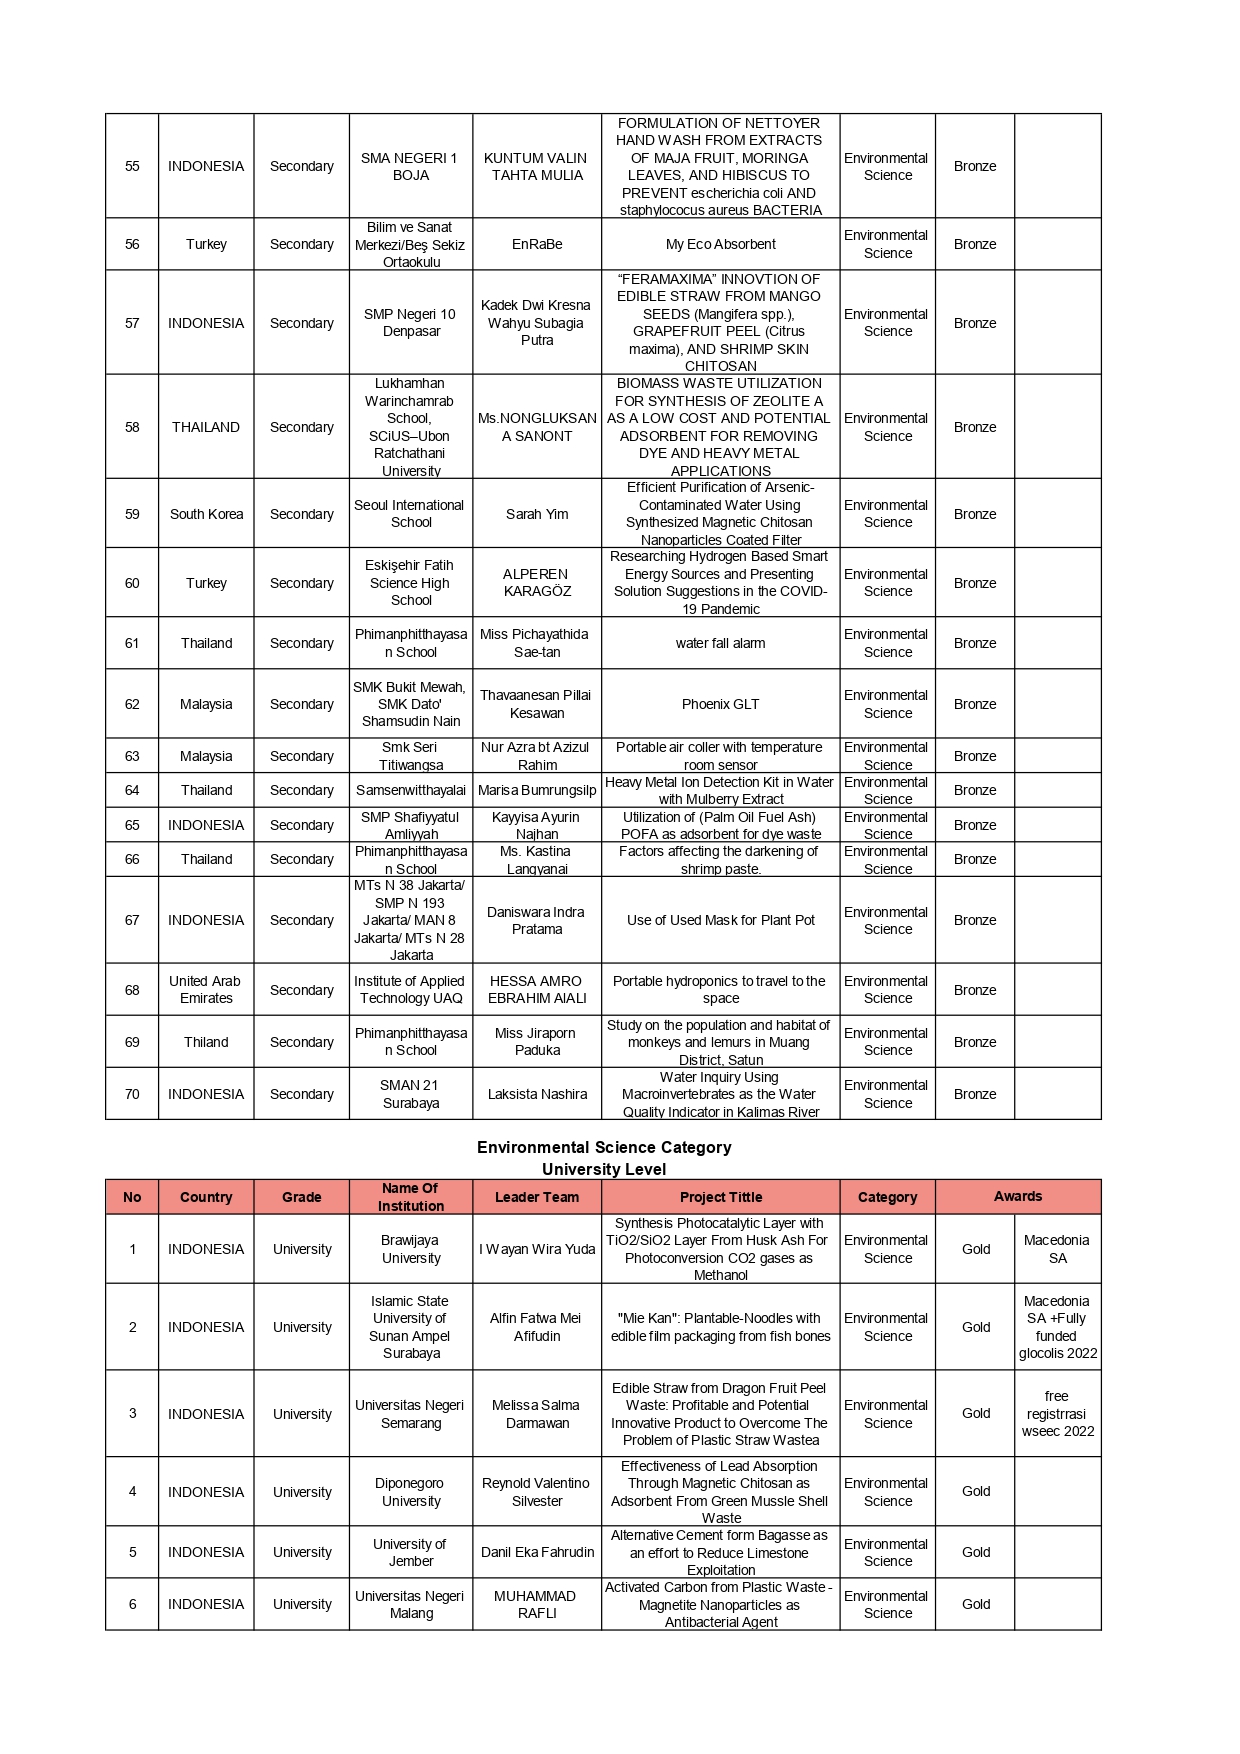 55 INDONESIA Secondary SMA NEGERI 1 BOJA KUNTUM VALIN TAHTA MULIA FORMULATION OF NETTOYER HAND WASH FROM EXTRACTS OF MAJA FRUIT, MORINGA LEAVES, AND HIBISCUS TO PREVENT escherichia coli AND staphylococus aureus BACTERIA Environmental Science Bronze
56 Turkey Secondary Bilim ve Sanat Merkezi/Beş Sekiz Ortaokulu EnRaBe My Eco Absorbent Environmental Science Bronze
57 INDONESIA Secondary SMP Negeri 10 Denpasar Kadek Dwi Kresna Wahyu Subagia Putra “FERAMAXIMA” INNOVTION OF EDIBLE STRAW FROM MANGO SEEDS (Mangifera spp.), GRAPEFRUIT PEEL (Citrus maxima), AND SHRIMP SKIN CHITOSAN Environmental Science Bronze
58 THAILAND Secondary Lukhamhan Warinchamrab School, SCiUS–Ubon Ratchathani University Ms.NONGLUKSANA SANONT BIOMASS WASTE UTILIZATION FOR SYNTHESIS OF ZEOLITE A AS A LOW COST AND POTENTIAL ADSORBENT FOR REMOVING DYE AND HEAVY METAL APPLICATIONS Environmental Science Bronze
59 South Korea Secondary Seoul International School Sarah Yim Efficient Purification of Arsenic-Contaminated Water Using Synthesized Magnetic Chitosan Nanoparticles Coated Filter Environmental Science Bronze
60 Turkey Secondary Eskişehir Fatih Science High School ALPEREN KARAGÖZ Researching Hydrogen Based Smart Energy Sources and Presenting Solution Suggestions in the COVID-19 Pandemic Environmental Science Bronze
61 Thailand Secondary Phimanphitthayasan School Miss Pichayathida Sae-tan water fall alarm Environmental Science Bronze
62 Malaysia Secondary SMK Bukit Mewah, SMK Dato' Shamsudin Nain Thavaanesan Pillai Kesawan Phoenix GLT Environmental Science Bronze
63 Malaysia Secondary Smk Seri Titiwangsa Nur Azra bt Azizul Rahim Portable air coller with temperature room sensor Environmental Science Bronze
64 Thailand Secondary Samsenwitthayalai Marisa Bumrungsilp Heavy Metal Ion Detection Kit in Water with Mulberry Extract Environmental Science Bronze
65 INDONESIA Secondary SMP Shafiyyatul Amliyyah Kayyisa Ayurin Najhan Utilization of (Palm Oil Fuel Ash) POFA as adsorbent for dye waste Environmental Science Bronze
66 Thailand Secondary Phimanphitthayasan School Ms. Kastina Langyanai Factors affecting the darkening of shrimp paste. Environmental Science Bronze
67 INDONESIA Secondary MTs N 38 Jakarta/ SMP N 193 Jakarta/ MAN 8 Jakarta/ MTs N 28 Jakarta Daniswara Indra Pratama Use of Used Mask for Plant Pot Environmental Science Bronze
68 United Arab Emirates Secondary Institute of Applied Technology UAQ HESSA AMRO EBRAHIM AlALI Portable hydroponics to travel to the space Environmental Science Bronze
69 Thiland Secondary Phimanphitthayasan School Miss Jiraporn Paduka Study on the population and habitat of monkeys and lemurs in Muang District, Satun Environmental Science Bronze
70 INDONESIA Secondary SMAN 21 Surabaya Laksista Nashira Water Inquiry Using Macroinvertebrates as the Water Quality Indicator in Kalimas River Environmental Science Bronze
Environmental Science Category
University Level
No Country Grade Name Of Institution Leader Team Project Tittle Category Awards
1 INDONESIA University Brawijaya University I Wayan Wira Yuda Synthesis Photocatalytic Layer with TiO2/SiO2 Layer From Husk Ash For Photoconversion CO2 gases as Methanol Environmental Science Gold Macedonia SA
2 INDONESIA University Islamic State University of Sunan Ampel Surabaya Alfin Fatwa Mei Afifudin "Mie Kan": Plantable-Noodles with edible film packaging from fish bones Environmental Science Gold Macedonia SA +Fully funded glocolis 2022
3 INDONESIA University Universitas Negeri Semarang Melissa Salma Darmawan Edible Straw from Dragon Fruit Peel Waste: Profitable and Potential Innovative Product to Overcome The Problem of Plastic Straw Wastea Environmental Science Gold free registrrasi wseec 2022
4 INDONESIA University Diponegoro University Reynold Valentino Silvester Effectiveness of Lead Absorption Through Magnetic Chitosan as Adsorbent From Green Mussle Shell Waste Environmental Science Gold
5 INDONESIA University University of Jember Danil Eka Fahrudin Alternative Cement form Bagasse as an effort to Reduce Limestone Exploitation Environmental Science Gold
6 INDONESIA University Universitas Negeri Malang MUHAMMAD RAFLI Activated Carbon from Plastic Waste - Magnetite Nanoparticles as Antibacterial Agent Environmental Science Gold